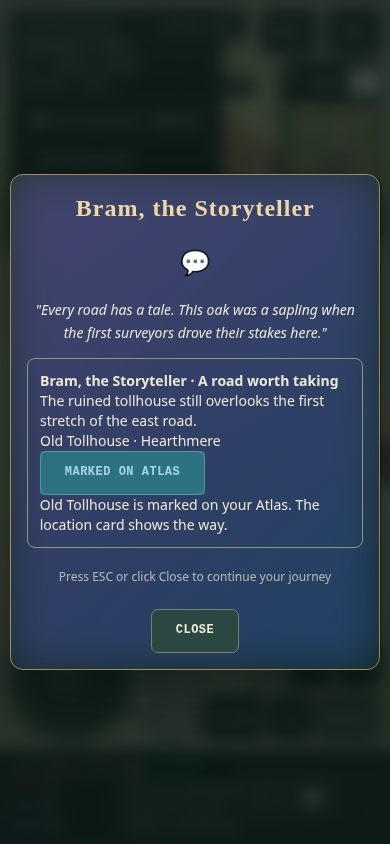 Bram, the Storyteller
"Every road has a tale. This oak was a sapling when
the first surveyors drove their stakes here."
Bram, the Storyteller · A road worth taking
The ruined tollhouse still overlooks the first
stretch of the east road.
Old Tollhouse · Hearthmere
MARKED ON ATLAS
Old Tollhouse is marked on your Atlas. The
location card shows the way.
Press ESC or click Close to continue your journey
CLOSE